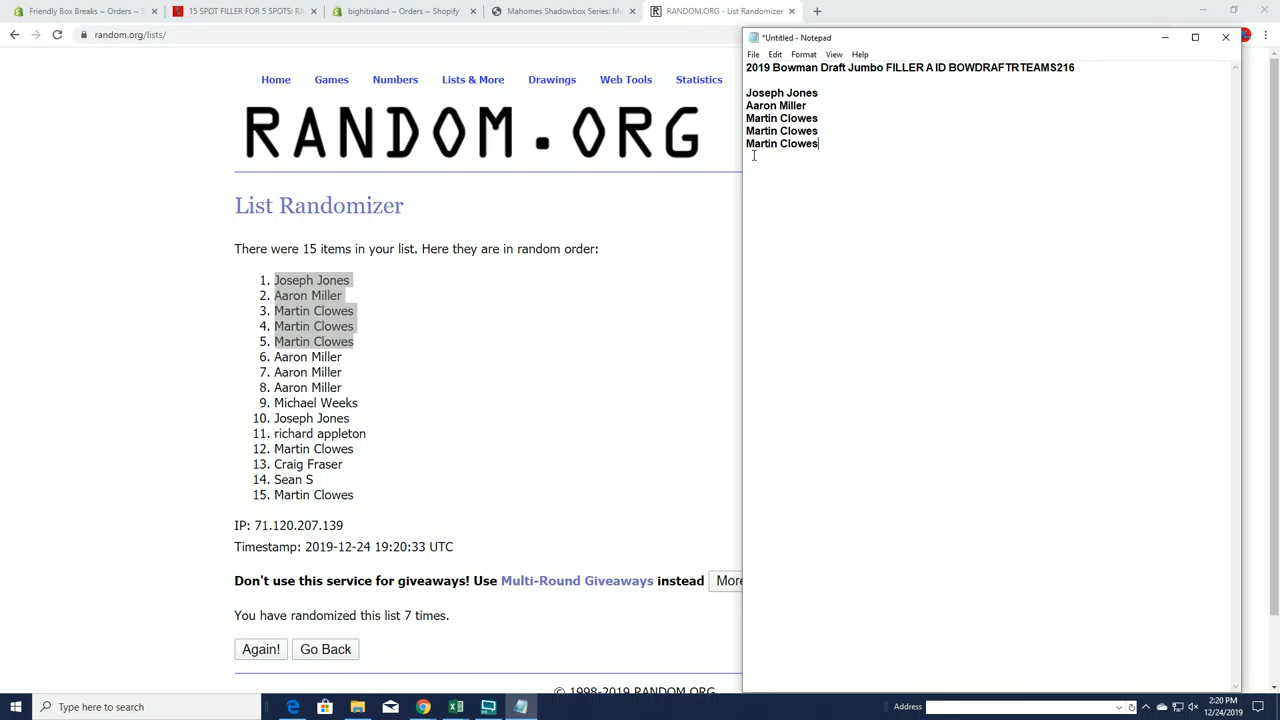 Friendly Box Breaks ~ Orders ~ S
15 SPOT FILLER FOR 5 SPOTS: RA
bightisland ~ Orders ~ Shopify
Mahomes Shadowbox Series: Mu
RANDOM.ORG - List Randomizer
random.org/lists/
*Untitled - Notepad
File Edit Format View Help
2019 Bowman Draft Jumbo FILLER A ID BOWDRAFTRTEAMS216
Joseph Jones
Aaron Miller
Martin Clowes
Martin Clowes
Martin Clowes
Home Games Numbers Lists & More Drawings Web Tools Statistics
RANDOM.ORG
List Randomizer
There were 15 items in your list. Here they are in random order:
1. Joseph Jones
2. Aaron Miller
3. Martin Clowes
4. Martin Clowes
5. Martin Clowes
6. Aaron Miller
7. Aaron Miller
8. Aaron Miller
9. Michael Weeks
10. Joseph Jones
11. richard appleton
12. Martin Clowes
13. Craig Fraser
14. Sean S
15. Martin Clowes
IP: 71.120.207.139
Timestamp: 2019-12-24 19:20:33 UTC
Don't use this service for giveaways! Use Multi-Round Giveaways instead More
You have randomized this list 7 times.
Again! Go Back
© 1998-2019 RANDOM.ORG
Type here to search
Address
2:20 PM
12/24/2019